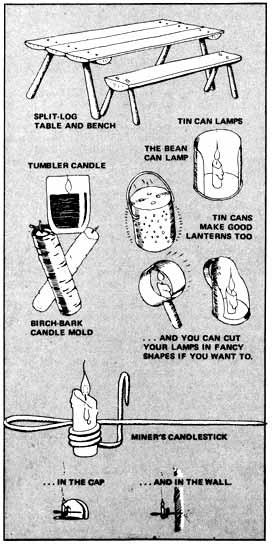 SPLIT-LOG
TABLE AND BENCH
TIN CAN LAMPS
THE BEAN
CAN LAMP
TUMBLER CANDLE
TIN CANS
MAKE GOOD
LANTERNS TOO
BIRCH-BARK
CANDLE MOLD
. . . AND YOU CAN CUT
YOUR LAMPS IN FANCY
SHAPES IF YOU WANT TO.
MINER'S CANDLESTICK
. . . IN THE CAP
. . . AND IN THE WALL.